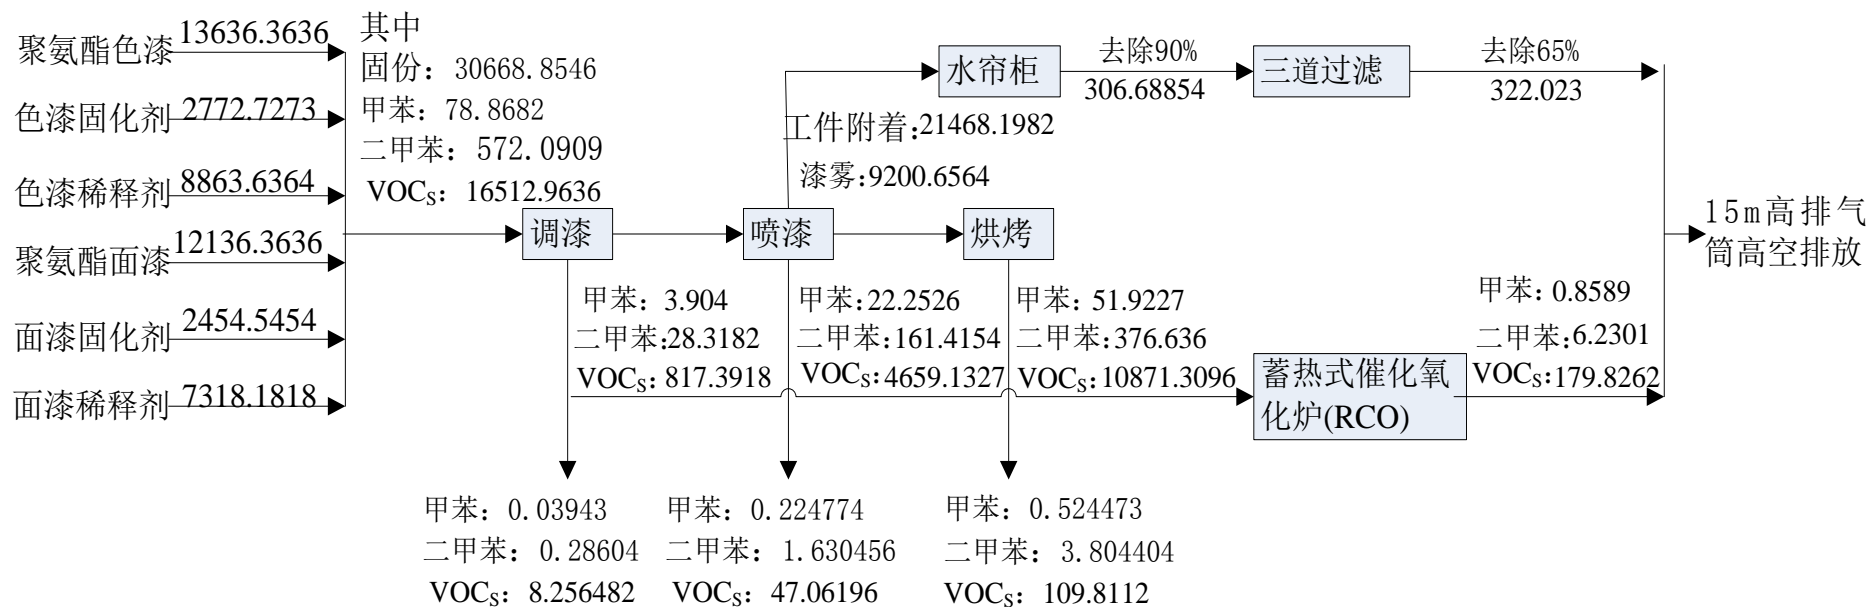 聚氨酯色漆
13636.3636
色漆固化剂
2772.7273
色漆稀释剂
8863.6364
聚氨酯面漆
12136.3636
面漆固化剂
2454.5454
面漆稀释剂
7318.1818
其中
固份：30668.8546
甲苯：78.8682
二甲苯：572.0909
VOCs：16512.9636
调漆
喷漆
烘烤
工件附着:21468.1982
漆雾:9200.6564
水帘柜
去除90%
306.68854
三道过滤
去除65%
322.023
甲苯：3.904
二甲苯:28.3182
VOCs:817.3918
甲苯:22.2526
二甲苯:161.4154
VOCs:4659.1327
甲苯：51.9227
二甲苯:376.636
VOCs:10871.3096
蓄热式催化氧
化炉(RCO)
甲苯:0.8589
二甲苯:6.2301
VOCs:179.8262
15m高排气
筒高空排放
甲苯：0.03943
二甲苯：0.28604
VOCs：8.256482
甲苯：0.224774
二甲苯：1.630456
VOCs：47.06196
甲苯：0.524473
二甲苯：3.804404
VOCs：109.8112